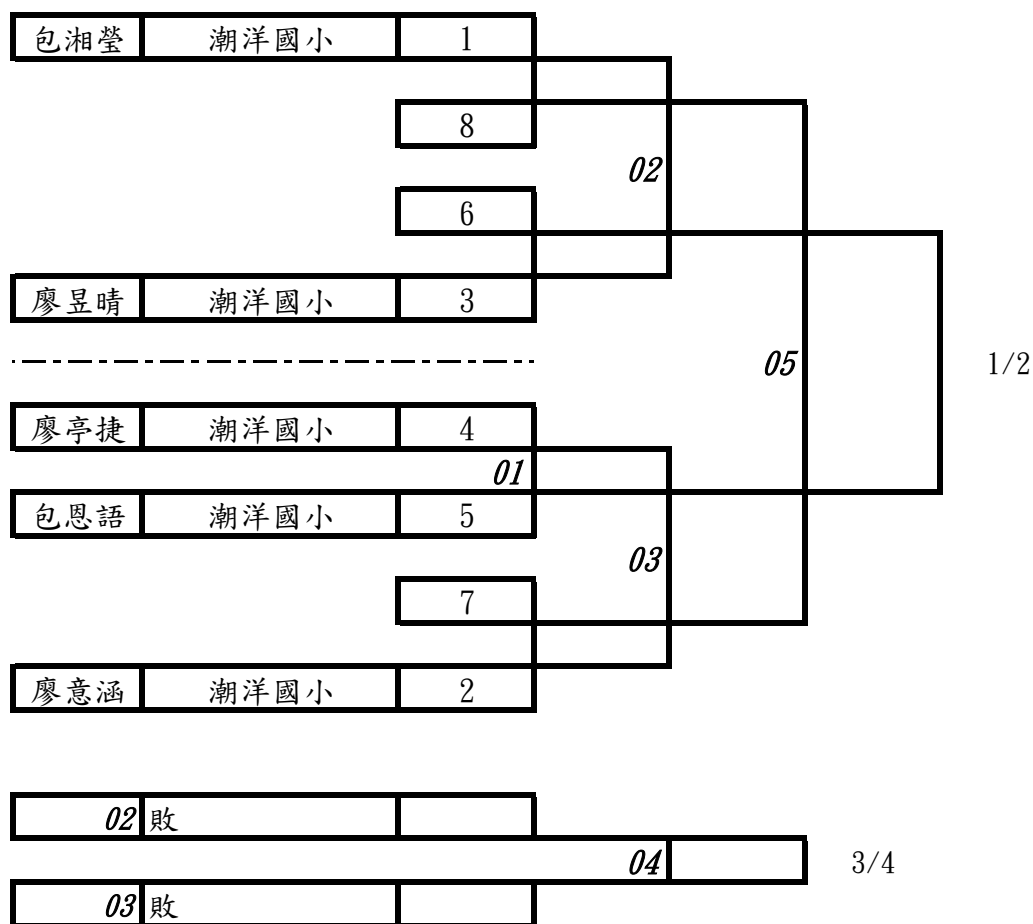 包湘瑩 潮洋國小 1
8
02
6
廖昱晴 潮洋國小 3
05 1/2
廖亭捷 潮洋國小 4
01
包恩語 潮洋國小 5
03
7
廖意涵 潮洋國小 2
02 敗
04 3/4
03 敗